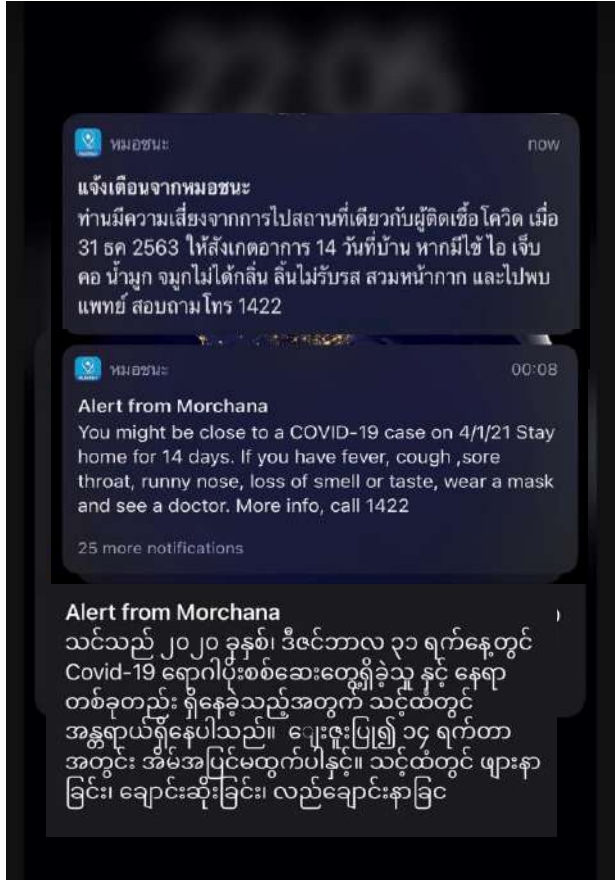 22:06
หมอชนะ now
แจ้งเตือนจากหมอชนะ
ท่านมีความเสี่ยงจากการไปสถานที่เดียวกับผู้ติดเชื้อโควิด เมื่อ
31 ธค 2563 ให้สังเกตอาการ 14 วันที่บ้าน หากมีไข้ ไอ เจ็บ
คอ น้ำมูก จมูกไม่ได้กลิ่น ลิ้นไม่รับรส สวมหน้ากาก และไปพบ
แพทย์ สอบถามโทร 1422
หมอชนะ 00:08
Alert from Morchana
You might be close to a COVID-19 case on 4/1/21 Stay
home for 14 days. If you have fever, cough ,sore
throat, runny nose, loss of smell or taste, wear a mask
and see a doctor. More info, call 1422
25 more notifications
Alert from Morchana
သင်သည် ၂၀၂၀ ခုနှစ်၊ ဒီဇင်ဘာလ ၃၁ ရက်နေ့တွင်
Covid-19 ရောဂါပိုးစစ်ဆေးတွေ့ရှိခဲ့သူ နှင့် နေရာ
တစ်ခုတည်း ရှိနေခဲ့သည့်အတွက် သင့်ထံတွင်
အန္တရာယ်ရှိနေပါသည်။ ျေးဇူးပြု၍ ၁၄ ရက်တာ
အတွင်း အိမ်အပြင်မထွက်ပါနှင့်။ သင့်ထံတွင် ဖျားနာ
ခြင်း၊ ချောင်းဆိုးခြင်း၊ လည်ချောင်းနာခြင